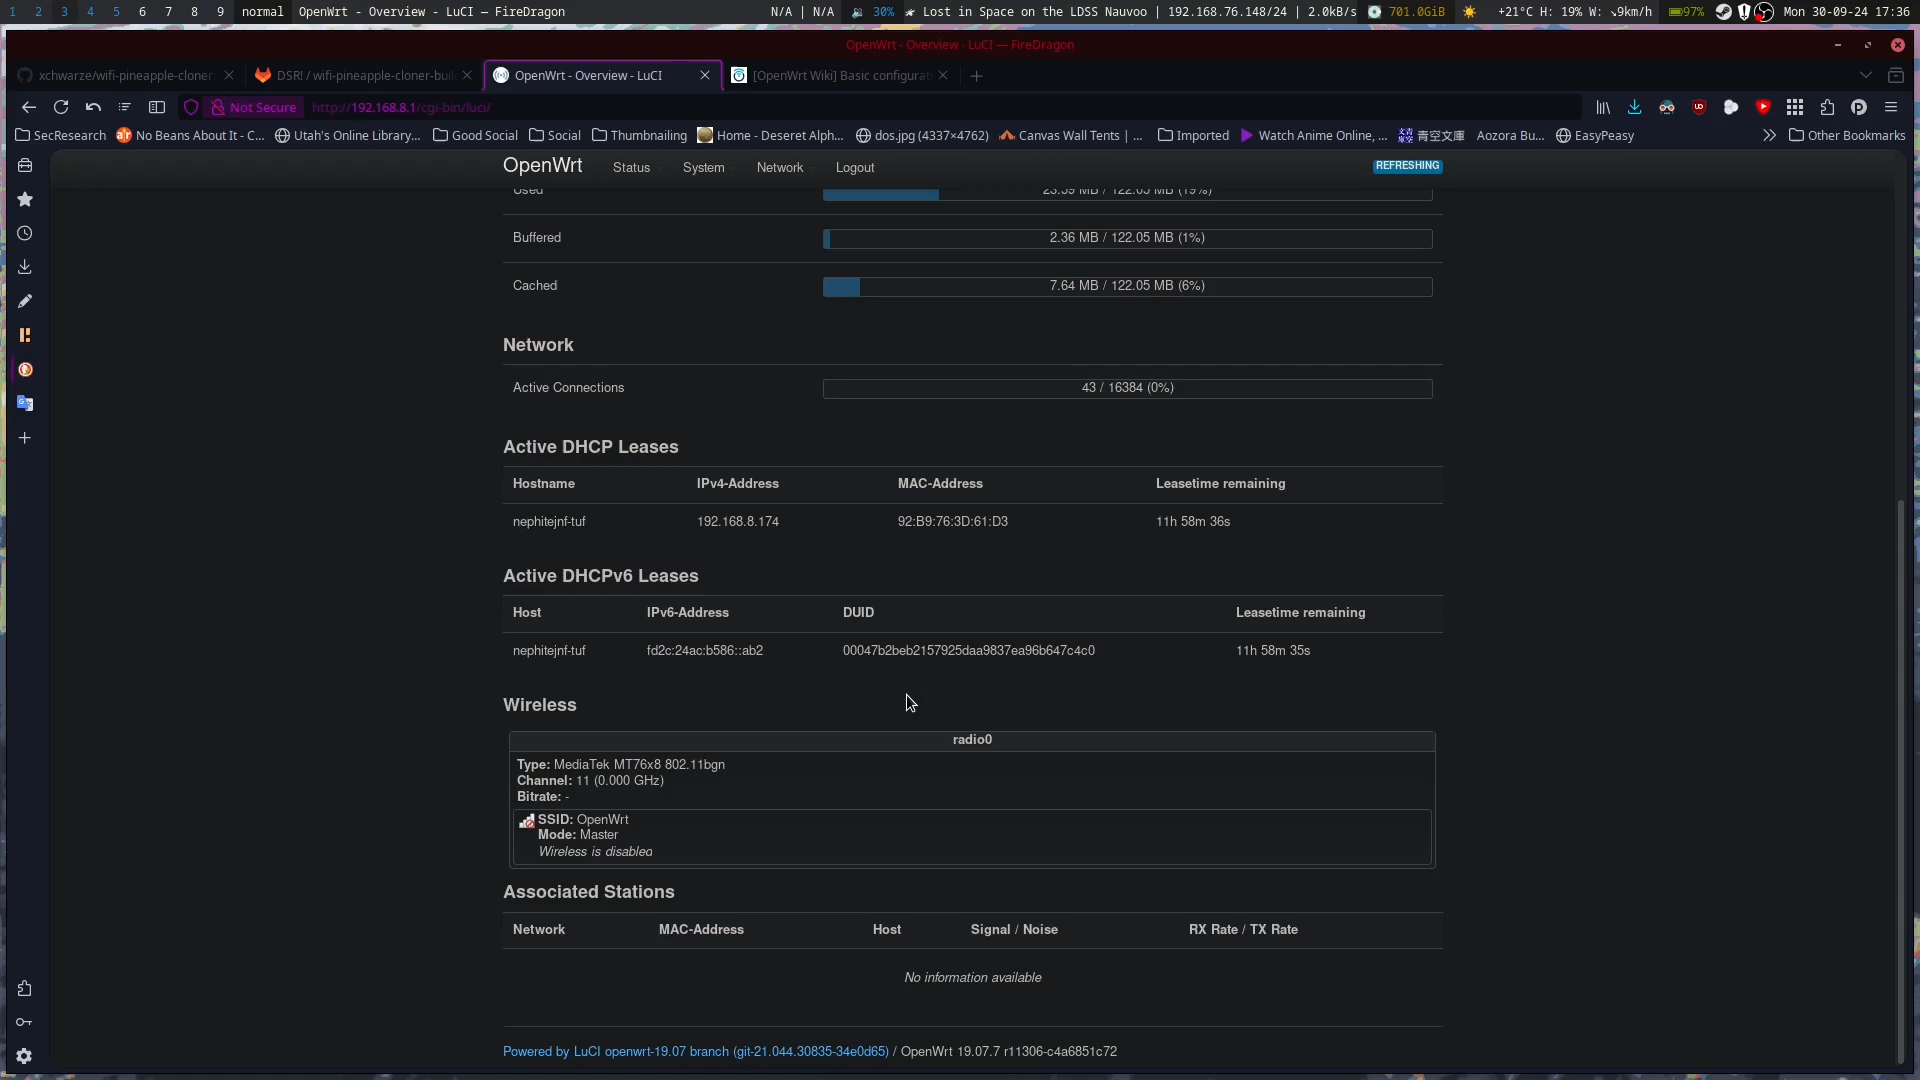 1 2 3 4 5 6 7 8 9 normal OpenWrt - Overview - LuCI — FireDragon N/A | N/A 30% Lost in Space on the LDSS Nauvoo | 192.168.76.148/24 | 2.0kB/s 701.0GiB +21°C H: 19% W: ↘9km/h 97% Mon 30-09-24 17:36
OpenWrt - Overview - LuCI — FireDragon
xchwarze/wifi-pineapple-cloner: DSR! / wifi-pineapple-cloner-buil OpenWrt - Overview - LuCI [OpenWrt Wiki] Basic configurat
Not Secure http://192.168.8.1/cgi-bin/luci/
SecResearch No Beans About It - C... Utah's Online Library... Good Social Social Thumbnailing Home - Deseret Alph... dos.jpg (4337×4762) Canvas Wall Tents | ... Imported Watch Anime Online, ... 青空文庫 Aozora Bu... EasyPeasy Other Bookmarks
OpenWrt Status System Network Logout REFRESHING
Used 23.59 MB / 122.05 MB (19%)
Buffered 2.36 MB / 122.05 MB (1%)
Cached 7.64 MB / 122.05 MB (6%)
Network
Active Connections 43 / 16384 (0%)
Active DHCP Leases
Hostname IPv4-Address MAC-Address Leasetime remaining
nephitejnf-tuf 192.168.8.174 92:B9:76:3D:61:D3 11h 58m 36s
Active DHCPv6 Leases
Host IPv6-Address DUID Leasetime remaining
nephitejnf-tuf fd2c:24ac:b586::ab2 00047b2beb2157925daa9837ea96b647c4c0 11h 58m 35s
Wireless
radio0
Type: MediaTek MT76x8 802.11bgn
Channel: 11 (0.000 GHz)
Bitrate: -
SSID: OpenWrt
Mode: Master
Wireless is disabled
Associated Stations
Network MAC-Address Host Signal / Noise RX Rate / TX Rate
No information available
Powered by LuCI openwrt-19.07 branch (git-21.044.30835-34e0d65) / OpenWrt 19.07.7 r11306-c4a6851c72